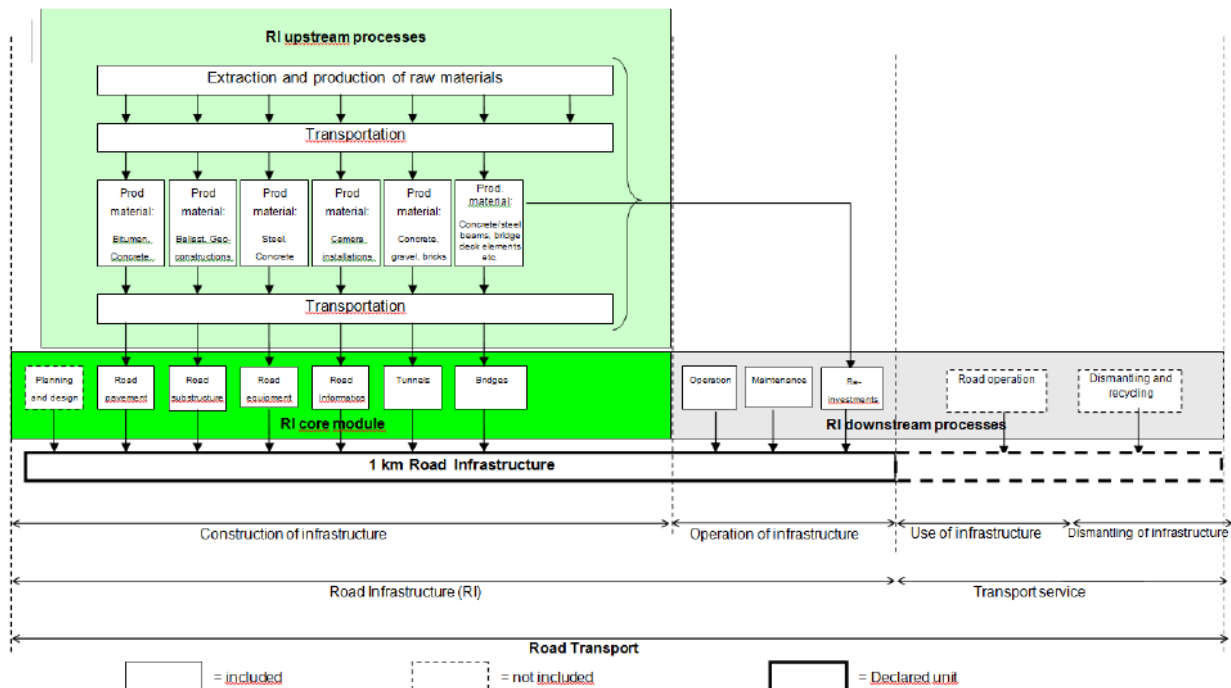 RI upstream processes
Extraction and production of raw materials
Transportation
Prod
material:
Bitumen,
Concrete,
Prod
material:
Ballast, Geo-
constructions
Prod
material:
Steel,
Concrete
Prod
material:
Camera
installations,
Prod
material:
Concrete,
gravel, bricks
Prod.
material:
Concrete/steel
beams, bridge
deck elements
etc.
Transportation
Planning
and design
Road
pavement
Road
substructure
Road
equipment
Road
Informatics
Tunnels
Bridges
RI core module
Operation
Maintenance
Re-
investments
Road operation
Dismantling and
recycling
RI downstream processes
1 km Road Infrastructure
Construction of infrastructure
Operation of infrastructure
Use of infrastructure
Dismantling of infrastructure
Road Infrastructure (RI)
Transport service
Road Transport
= included
= not included
= Declared unit